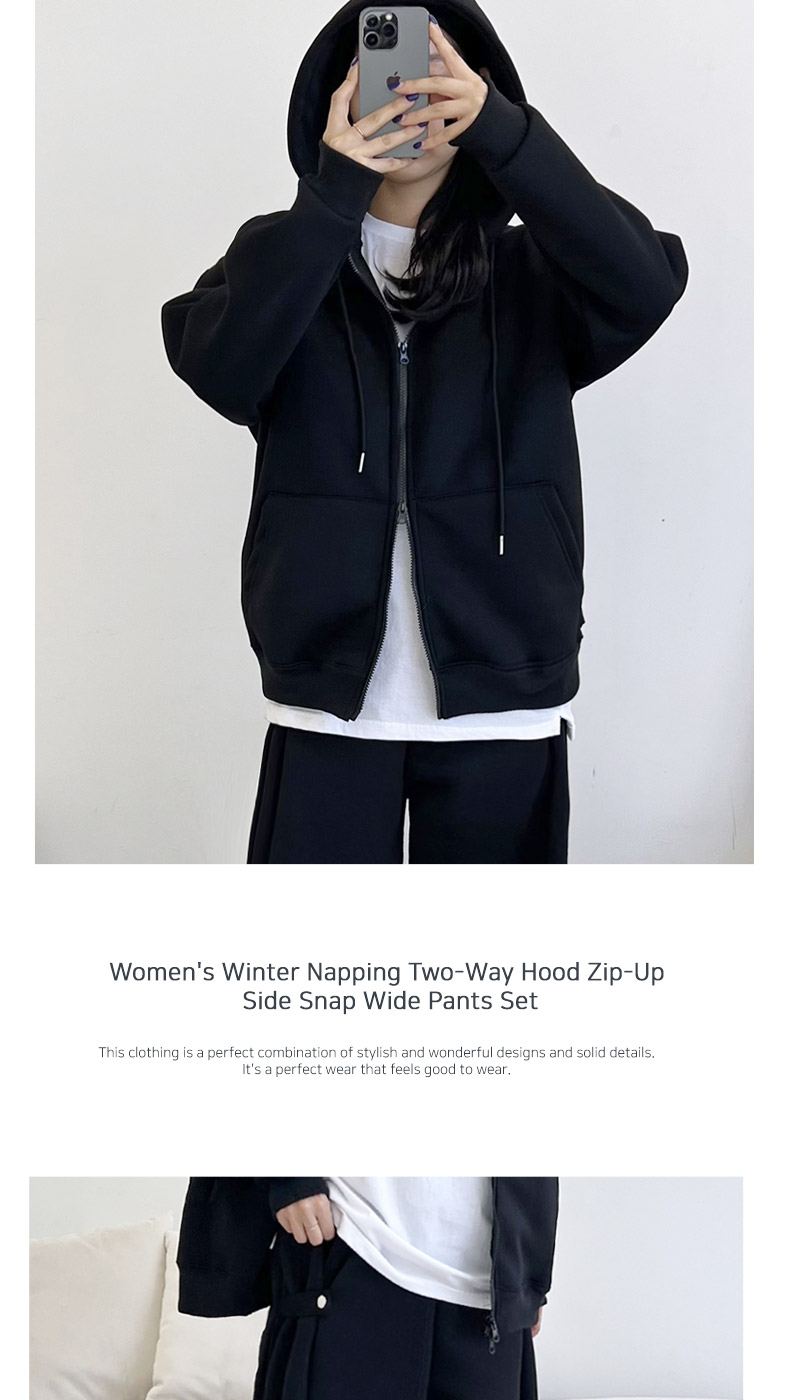 Women's Winter Napping Two-Way Hood Zip-Up
Side Snap Wide Pants Set
This clothing is a perfect combination of stylish and wonderful designs and solid details.
It's a perfect wear that feels good to wear.